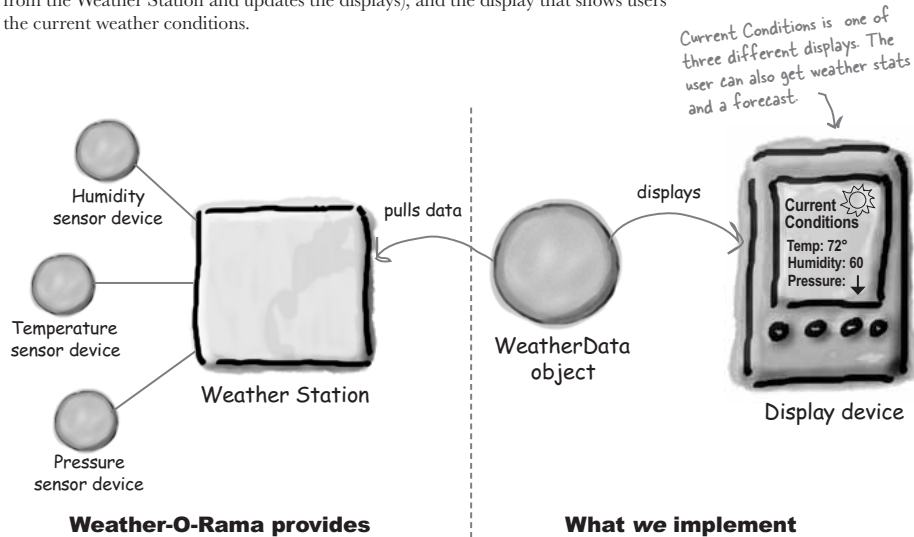 from the Weather Station and updates the displays), and the display that shows users
the current weather conditions.
Current Conditions is one of
three different displays. The
user can also get weather stats
and a forecast.
Humidity
sensor device
Temperature
sensor device
Pressure
sensor device
Weather Station
pulls data
WeatherData
object
displays
Current
Conditions
Temp: 72°
Humidity: 60
Pressure:
Display device
Weather-O-Rama provides
What we implement